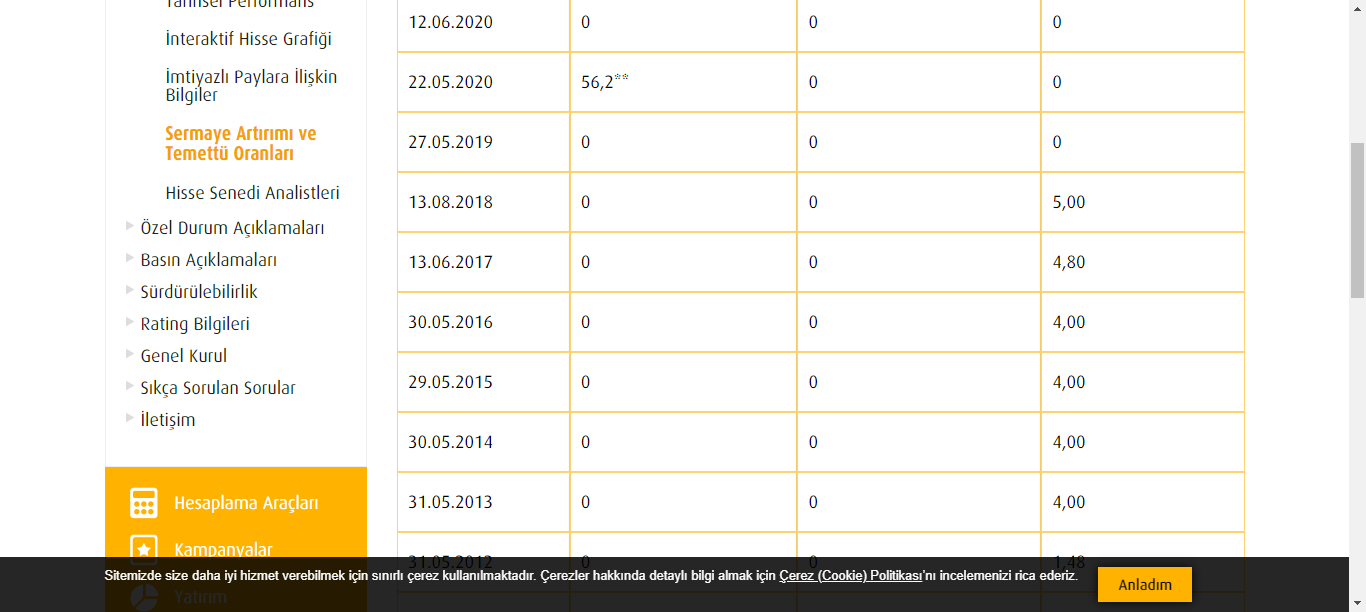 Tarihsel Performans
İnteraktif Hisse Grafiği
İmtiyazlı Paylara İlişkin
Bilgiler
Sermaye Artırımı ve
Temettü Oranları
Hisse Senedi Analistleri
Özel Durum Açıklamaları
Basın Açıklamaları
Sürdürülebilirlik
Rating Bilgileri
Genel Kurul
Sıkça Sorulan Sorular
İletişim
Hesaplama Araçları
Kampanyalar
Yatırım
12.06.2020 0 0 0
22.05.2020 56,2** 0 0
27.05.2019 0 0 0
13.08.2018 0 0 5,00
13.06.2017 0 0 4,80
30.05.2016 0 0 4,00
29.05.2015 0 0 4,00
30.05.2014 0 0 4,00
31.05.2013 0 0 4,00
31.05.2012 0 0 1,48
Sitemizde size daha iyi hizmet verebilmek için sınırlı çerez kullanılmaktadır. Çerezler hakkında detaylı bilgi almak için Çerez (Cookie) Politikası'nı incelemenizi rica ederiz.
Anladım